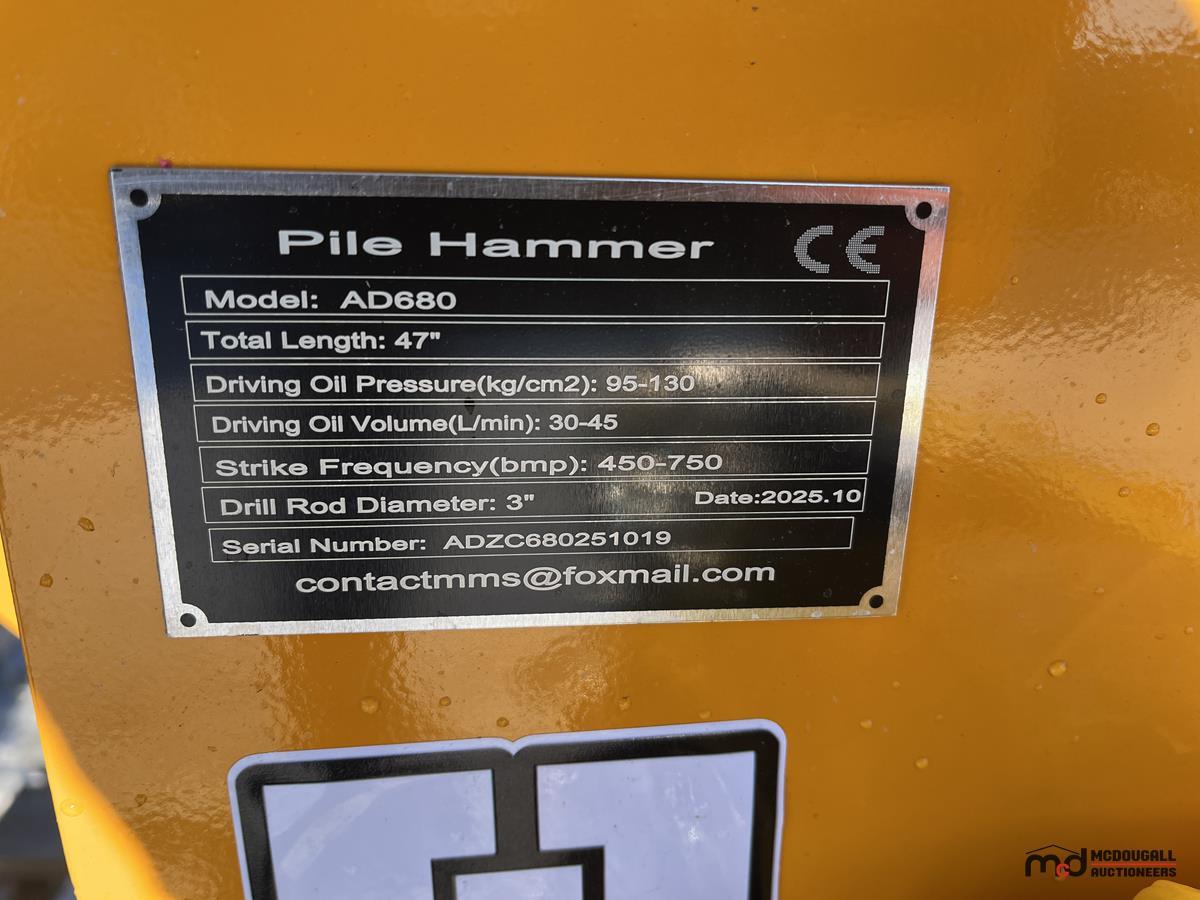 Pile Hammer CE
Model: AD680
Total Length: 47"
Driving Oil Pressure(kg/cm2): 95-130
Driving Oil Volume(L/min): 30-45
Strike Frequency(bmp): 450-750
Drill Rod Diameter: 3" Date:2025.10
Serial Number: ADZC680251019
contactmms@foxmail.com
mcd MCDOUGALL
AUCTIONEERS